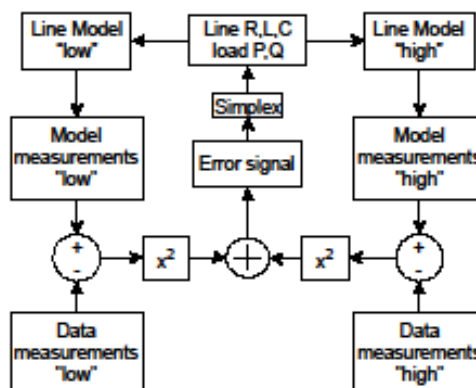 Line Model
"low"
Line R,L,C
load P,Q
Line Model
"high"
Simplex
Model
measurements
"low"
Error signal
Model
measurements
"high"
+
-
x²
+
x²
+
-
Data
measurements
"low"
Data
measurements
"high"